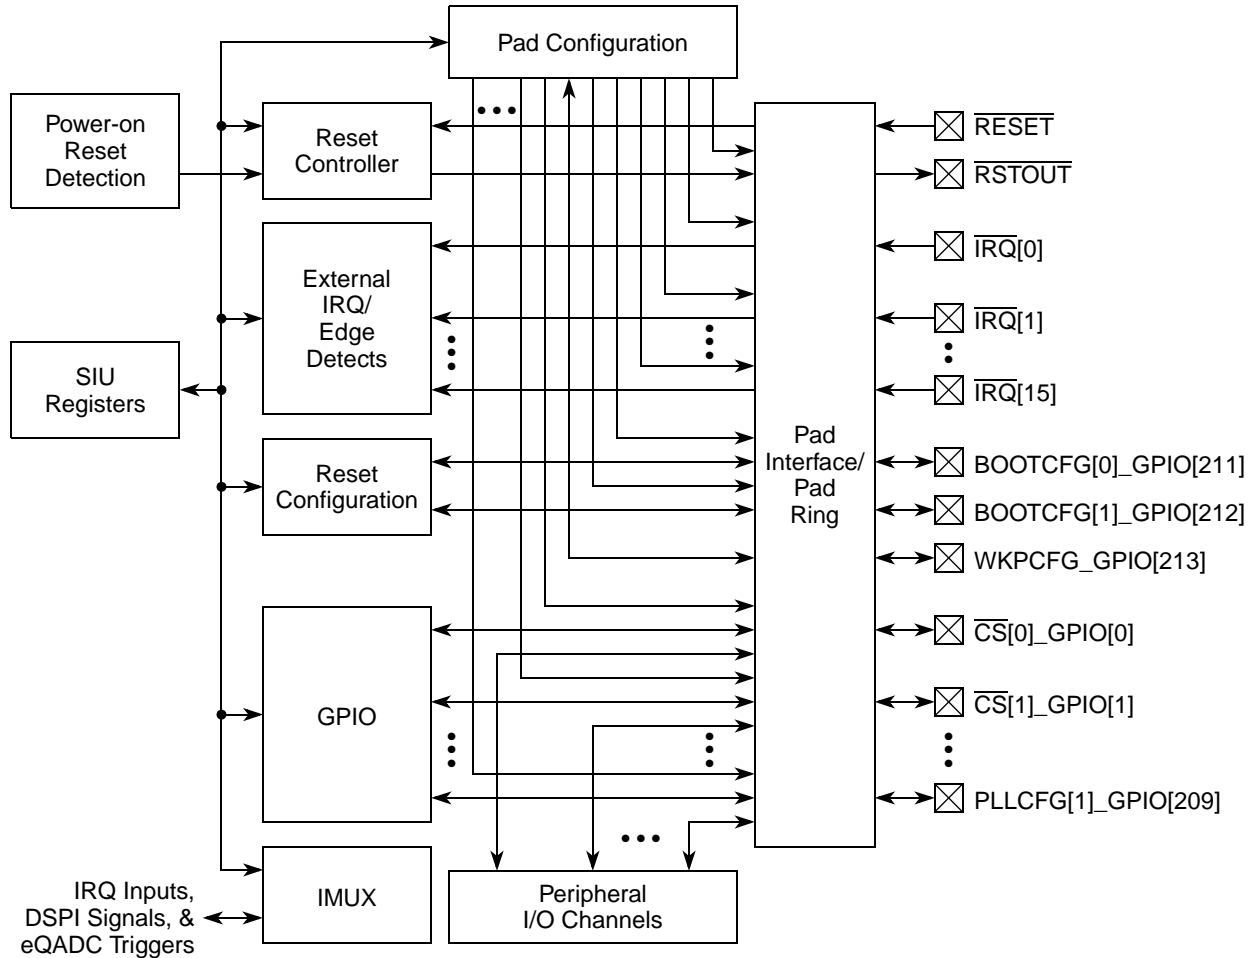 Pad Configuration
Power-on
Reset
Detection
Reset
Controller
RESET
RSTOUT
External
IRQ/
Edge
Detects
IRQ[0]
IRQ[1]
IRQ[15]
SIU
Registers
Reset
Configuration
Pad
Interface/
Pad
Ring
BOOTCFG[0]_GPIO[211]
BOOTCFG[1]_GPIO[212]
WKPCFG_GPIO[213]
GPIO
CS[0]_GPIO[0]
CS[1]_GPIO[1]
PLLCFG[1]_GPIO[209]
IRQ Inputs,
DSPI Signals, &
eQADC Triggers
IMUX
Peripheral
I/O Channels